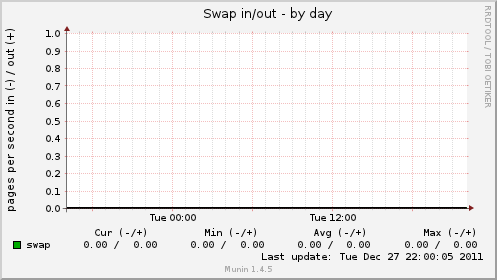 Swap in/out - by day
RRDTOOL / TOBI OETIKER
pages per second in (-) / out (+)
1.0
0.9
0.8
0.7
0.6
0.5
0.4
0.3
0.2
0.1
0.0
Tue 00:00 Tue 12:00
Cur (-/+) Min (-/+) Avg (-/+) Max (-/+)
swap 0.00 / 0.00 0.00 / 0.00 0.00 / 0.00 0.00 / 0.00
Last update: Tue Dec 27 22:00:05 2011
Munin 1.4.5